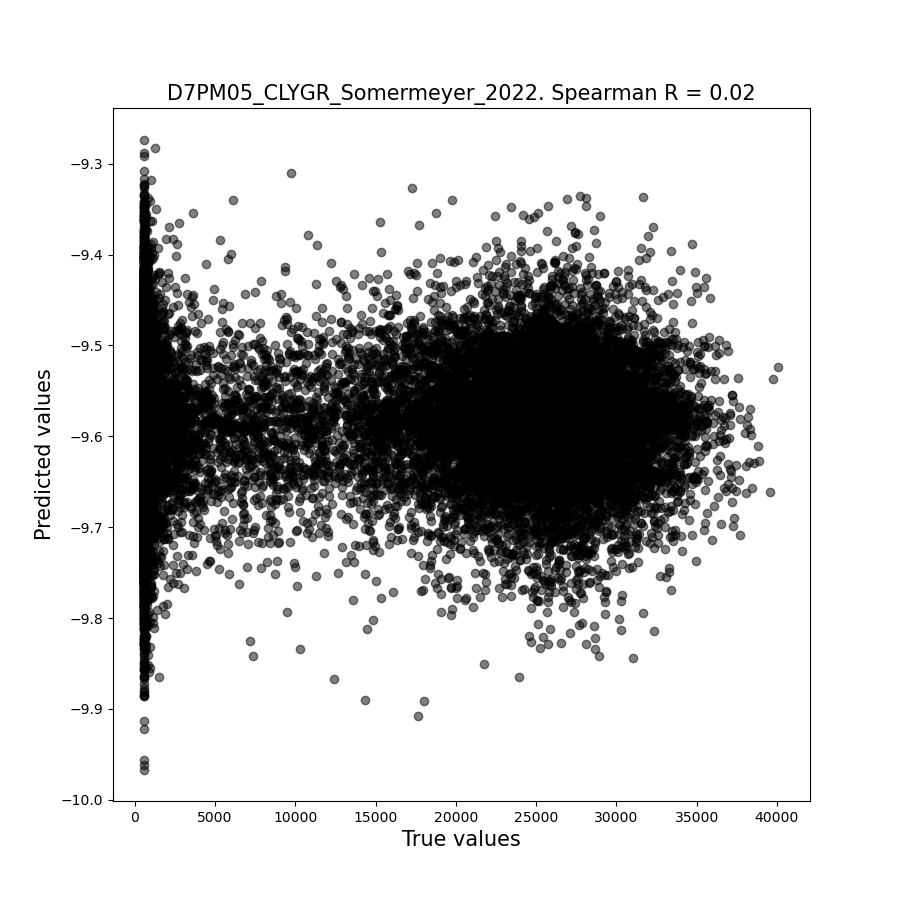 D7PM05_CLYGR_Somermeyer_2022. Spearman R = 0.02
Predicted values
−9.3
−9.4
−9.5
−9.6
−9.7
−9.8
−9.9
−10.0
0 5000 10000 15000 20000 25000 30000 35000 40000
True values